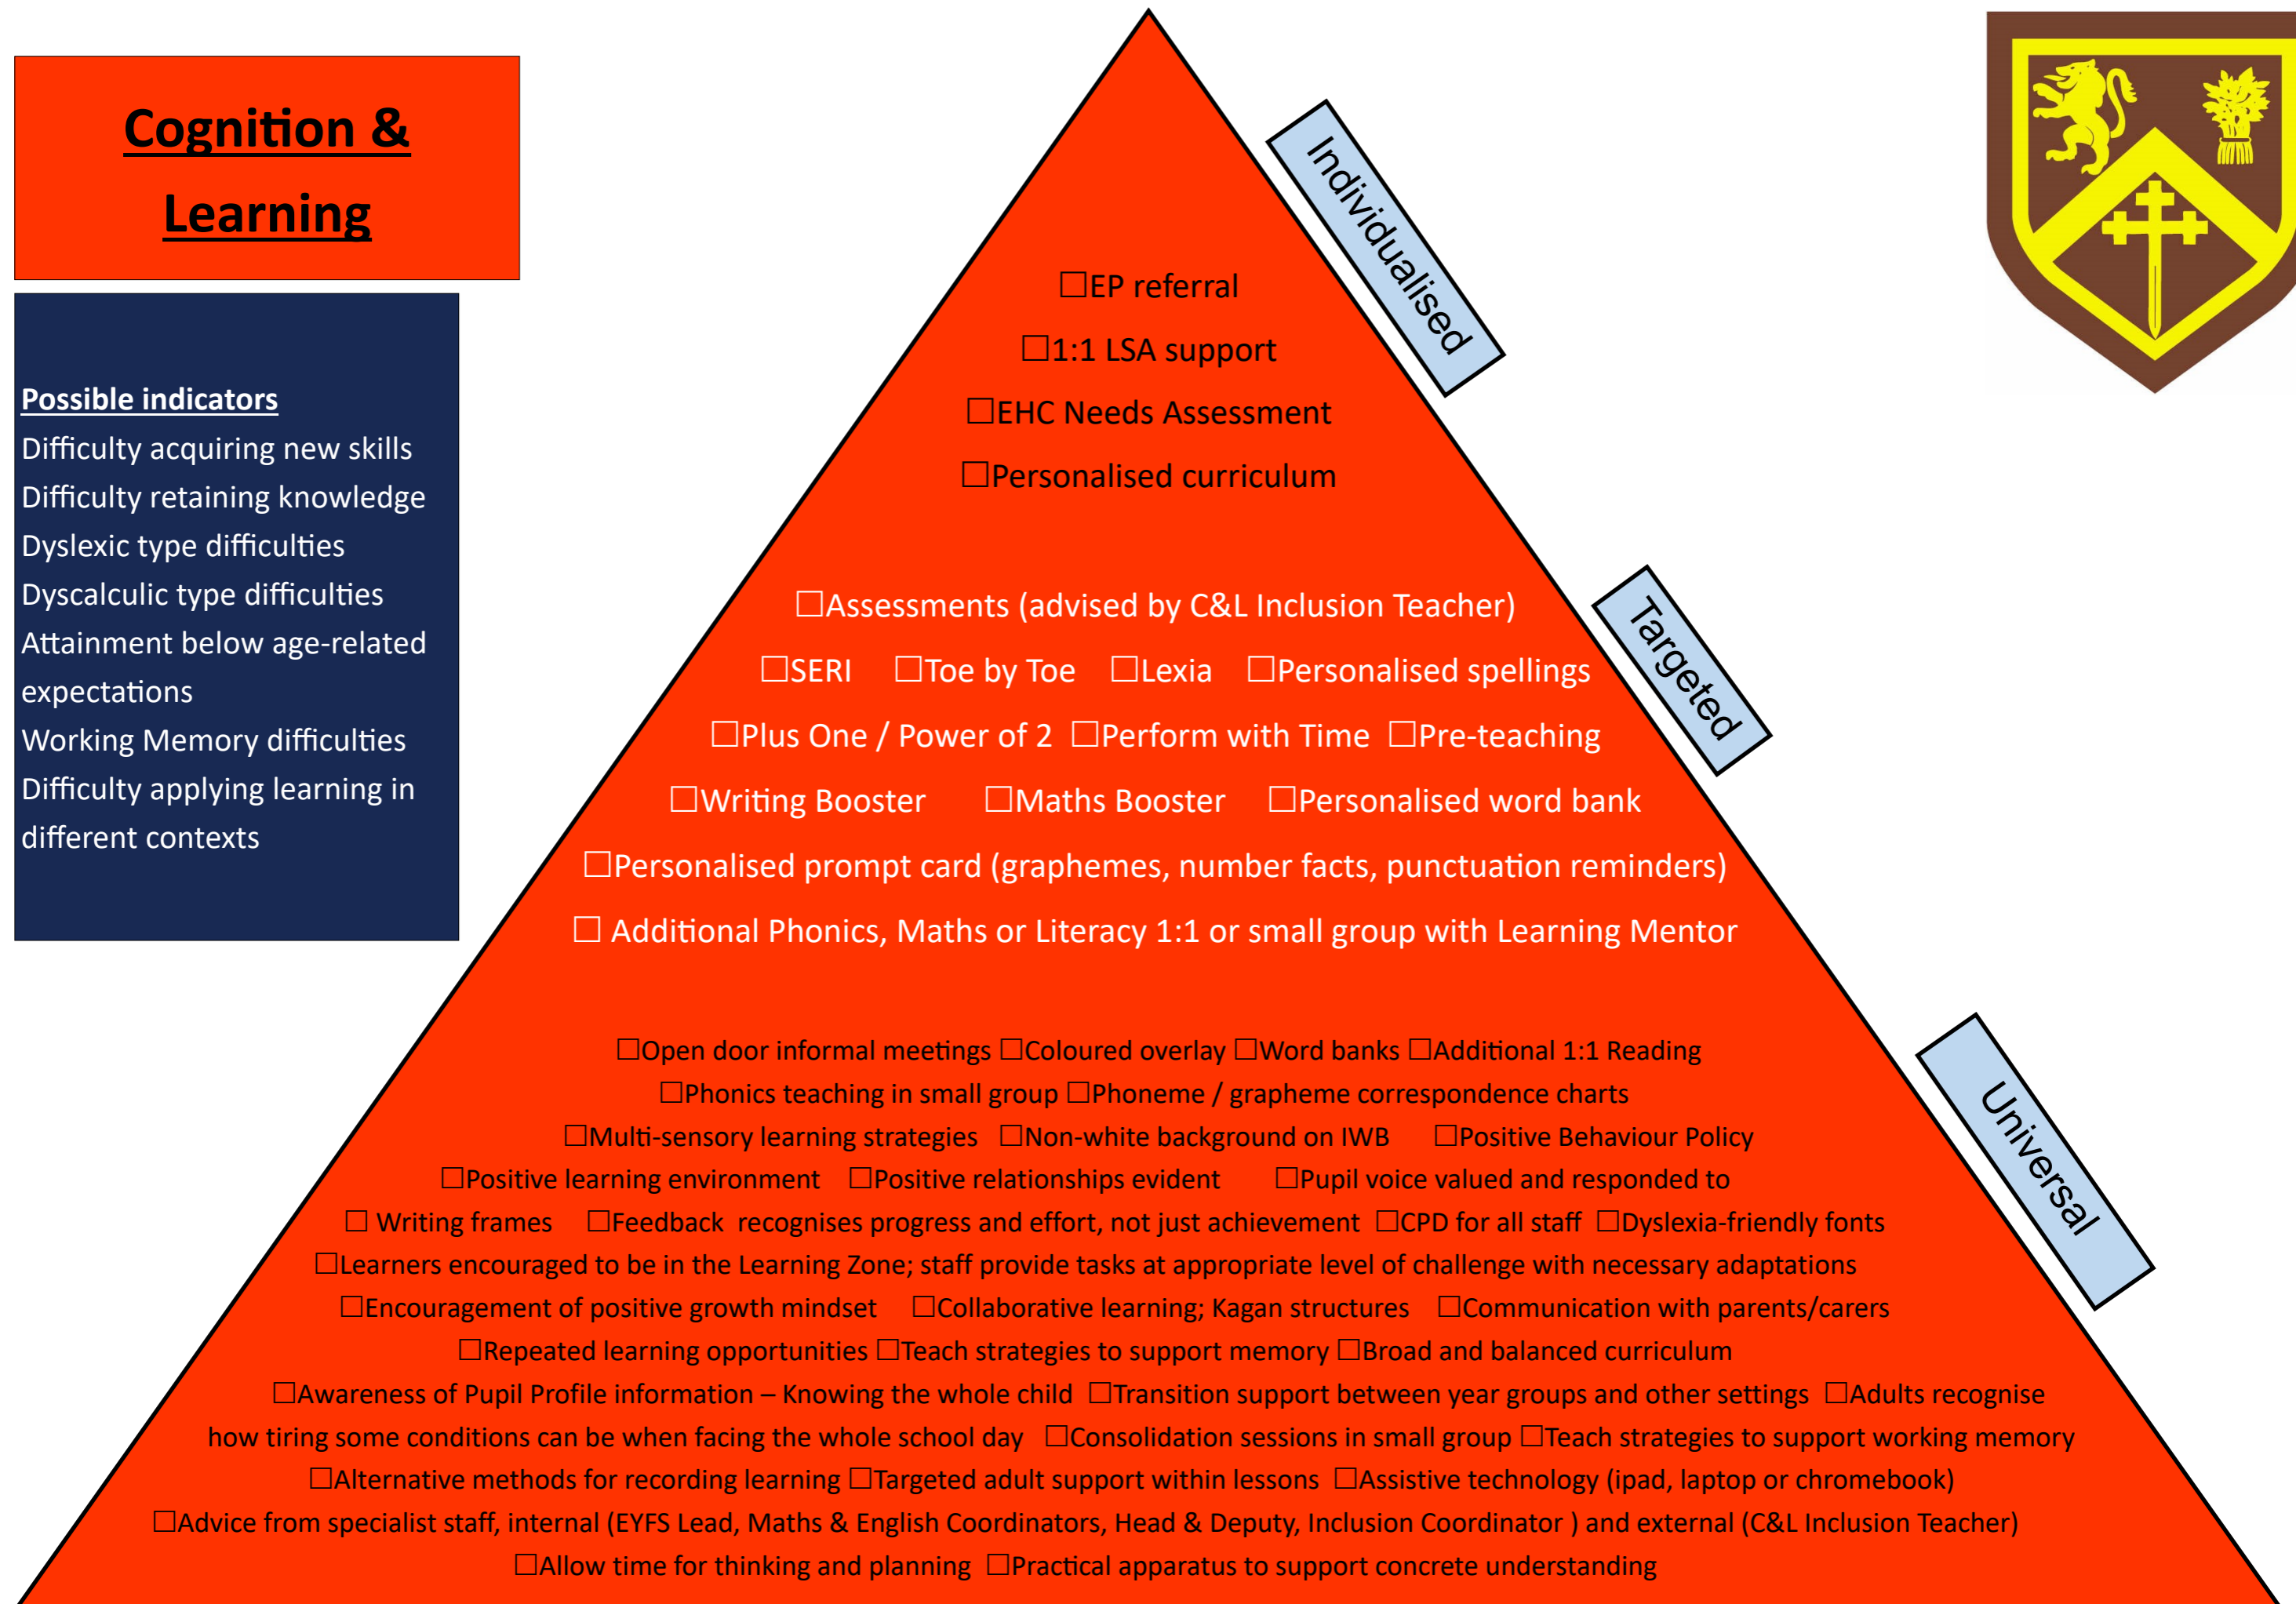 Cognition &
Learning
Possible indicators
Difficulty acquiring new skills
Difficulty retaining knowledge
Dyslexic type difficulties
Dyscalculic type difficulties
Attainment below age-related
expectations
Working Memory difficulties
Difficulty applying learning in
different contexts
Individualised
☐EP referral
☐1:1 LSA support
☐EHC Needs Assessment
☐Personalised curriculum
Targeted
☐Assessments (advised by C&L Inclusion Teacher)
☐SERI ☐Toe by Toe ☐Lexia ☐Personalised spellings
☐Plus One / Power of 2 ☐Perform with Time ☐Pre-teaching
☐Writing Booster ☐Maths Booster ☐Personalised word bank
☐Personalised prompt card (graphemes, number facts, punctuation reminders)
☐ Additional Phonics, Maths or Literacy 1:1 or small group with Learning Mentor
Universal
☐Open door informal meetings ☐Coloured overlay ☐Word banks ☐Additional 1:1 Reading
☐Phonics teaching in small group ☐Phoneme / grapheme correspondence charts
☐Multi-sensory learning strategies ☐Non-white background on IWB ☐Positive Behaviour Policy
☐Positive learning environment ☐Positive relationships evident ☐Pupil voice valued and responded to
☐ Writing frames ☐Feedback recognises progress and effort, not just achievement ☐CPD for all staff ☐Dyslexia-friendly fonts
☐Learners encouraged to be in the Learning Zone; staff provide tasks at appropriate level of challenge with necessary adaptations
☐Encouragement of positive growth mindset ☐Collaborative learning; Kagan structures ☐Communication with parents/carers
☐Repeated learning opportunities ☐Teach strategies to support memory ☐Broad and balanced curriculum
☐Awareness of Pupil Profile information – Knowing the whole child ☐Transition support between year groups and other settings ☐Adults recognise
how tiring some conditions can be when facing the whole school day ☐Consolidation sessions in small group ☐Teach strategies to support working memory
☐Alternative methods for recording learning ☐Targeted adult support within lessons ☐Assistive technology (ipad, laptop or chromebook)
☐Advice from specialist staff, internal (EYFS Lead, Maths & English Coordinators, Head & Deputy, Inclusion Coordinator ) and external (C&L Inclusion Teacher)
☐Allow time for thinking and planning ☐Practical apparatus to support concrete understanding